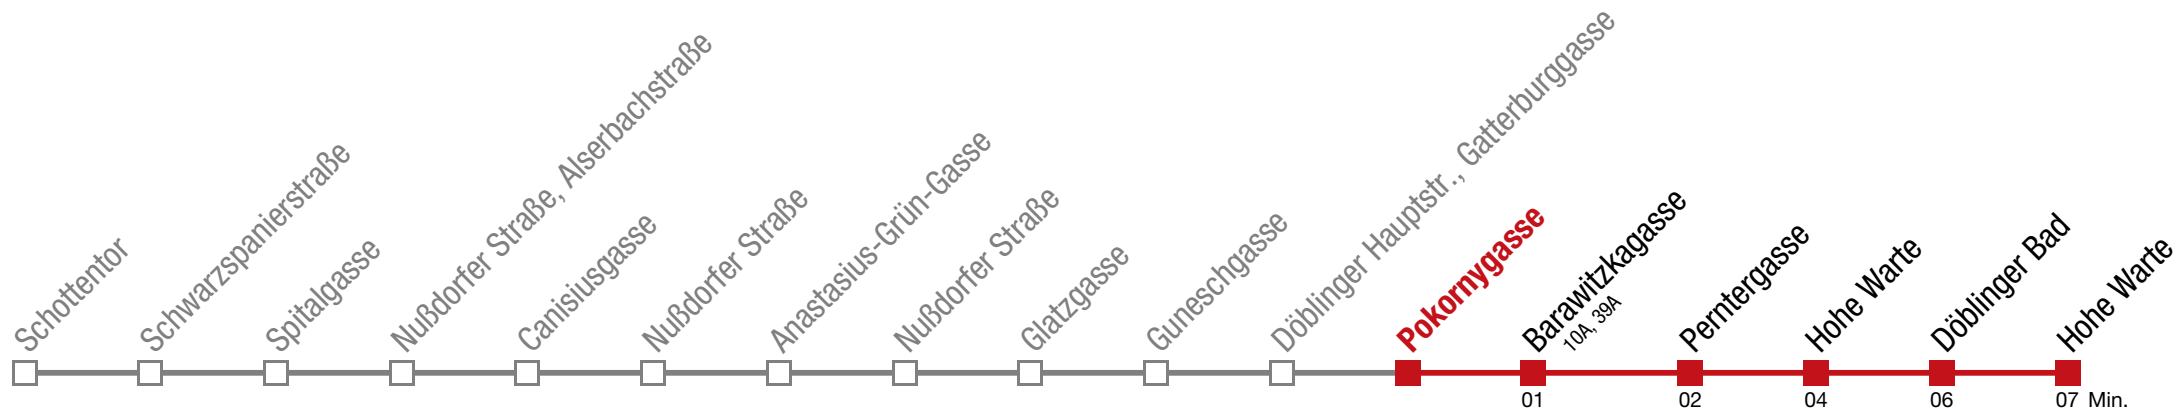 Schottentor
Schwarzspanierstraße
Spitalgasse
Nußdorfer Straße, Alserbachstraße
Canisiusgasse
Nußdorfer Straße
Anastasius-Grün-Gasse
Nußdorfer Straße
Glatzgasse
Guneschgasse
Döblinger Hauptstr., Gatterburggasse
Pokornygasse
Barawitzkagasse
10A, 39A
Perntergasse
Hohe Warte
Döblinger Bad
Hohe Warte
01 02 04 06 07 Min.